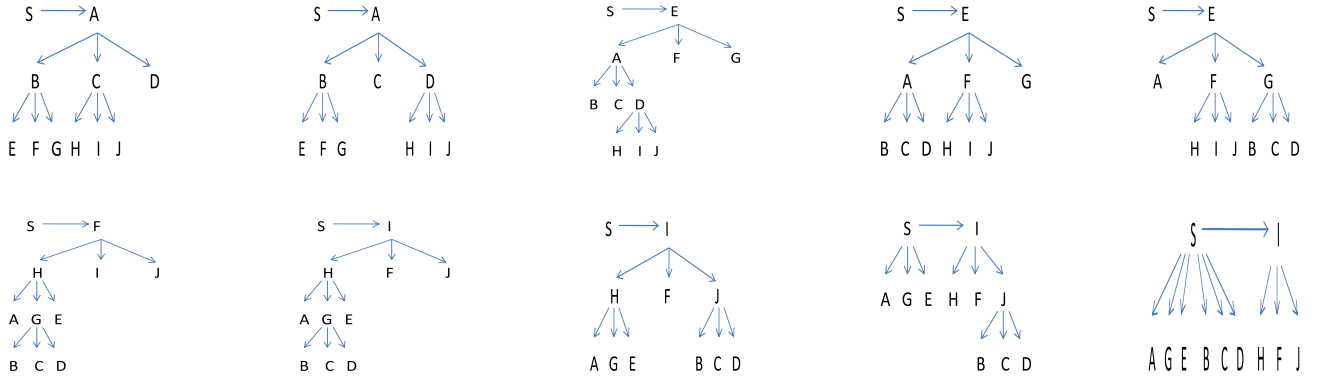 S A
B C D
E F G H I J
S A
B C D
E F G H I J
S E
A F G
B C D
H I J
S E
A F G
B C D H I J
S E
A F G
H I J B C D
S F
H I J
A G E
B C D
S I
H F J
A G E
B C D
S I
H F J
A G E B C D
S I
A G E H F J
B C D
S I
A G E B C D H F J